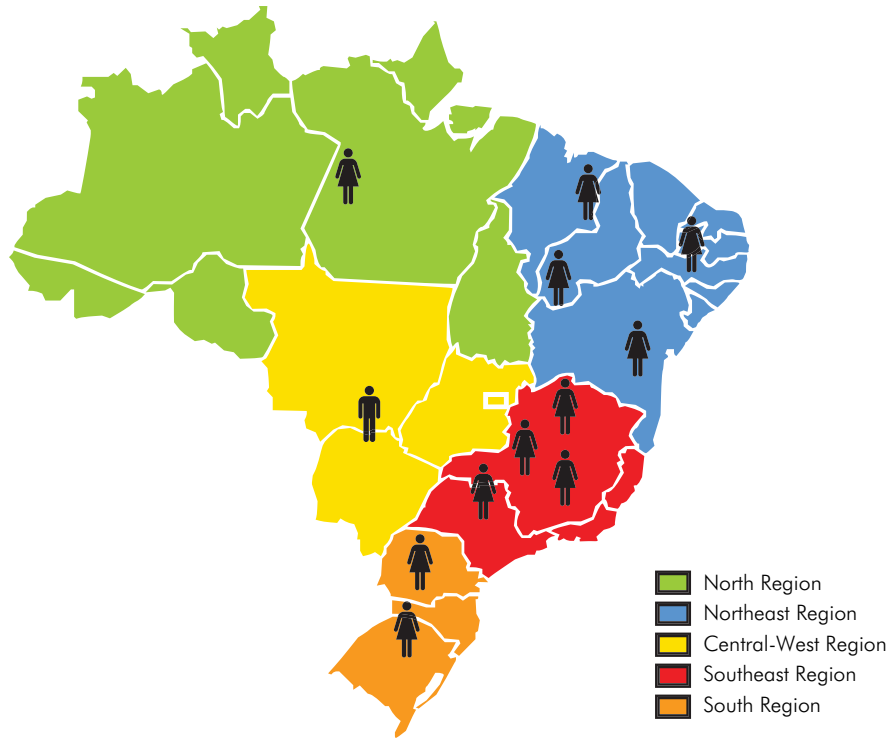 North Region
Northeast Region
Central-West Region
Southeast Region
South Region